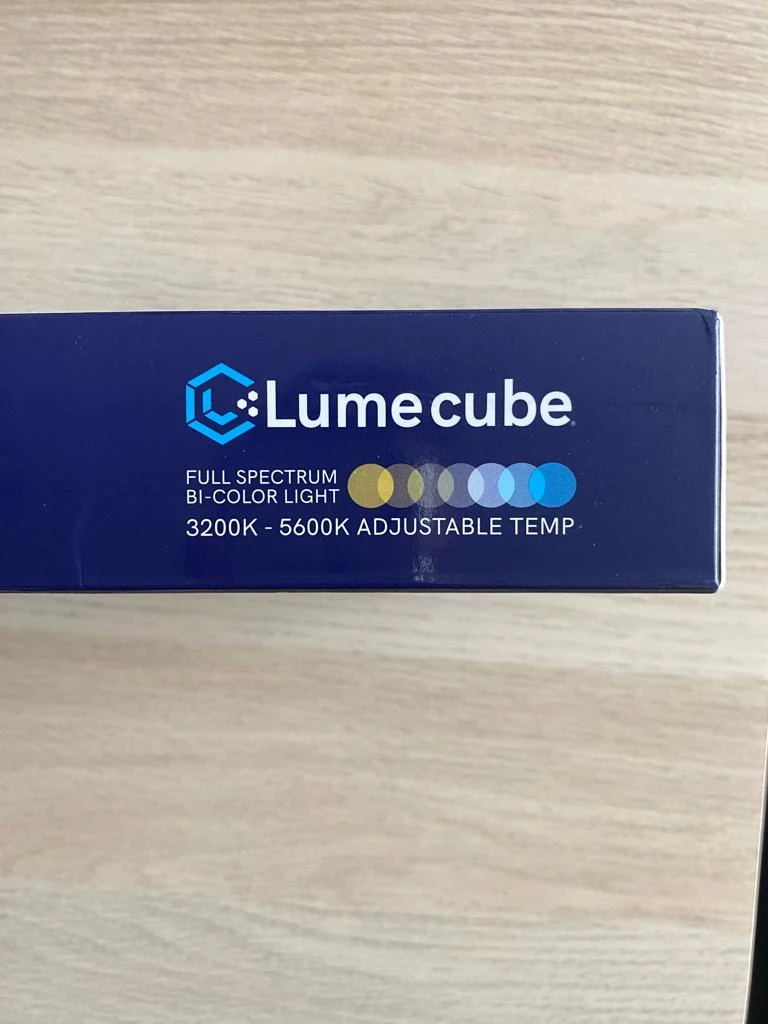 Lume cube
FULL SPECTRUM
BI-COLOR LIGHT
3200K - 5600K ADJUSTABLE TEMP